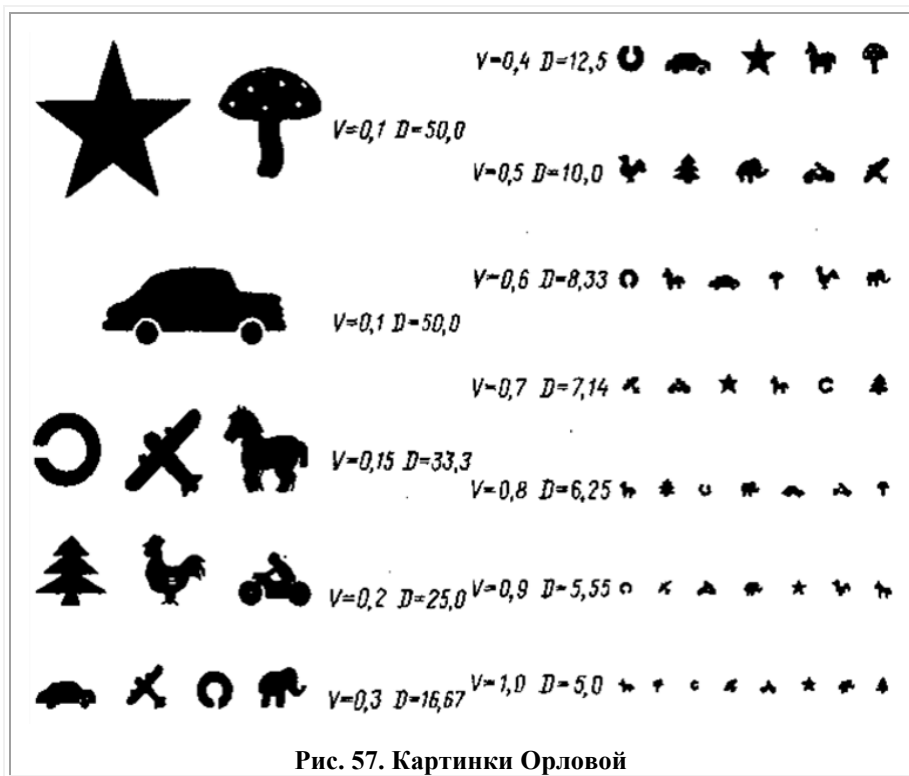 V=0,1 D=50,0
V=0,1 D=50,0
V=0,15 D=33,3
V=0,2 D=25,0
V=0,3 D=16,67
V=0,4 D=12,5
V=0,5 D=10,0
V=0,6 D=8,33
V=0,7 D=7,14
V=0,8 D=6,25
V=0,9 D=5,55
V=1,0 D=5,0
Рис. 57. Картинки Орловой